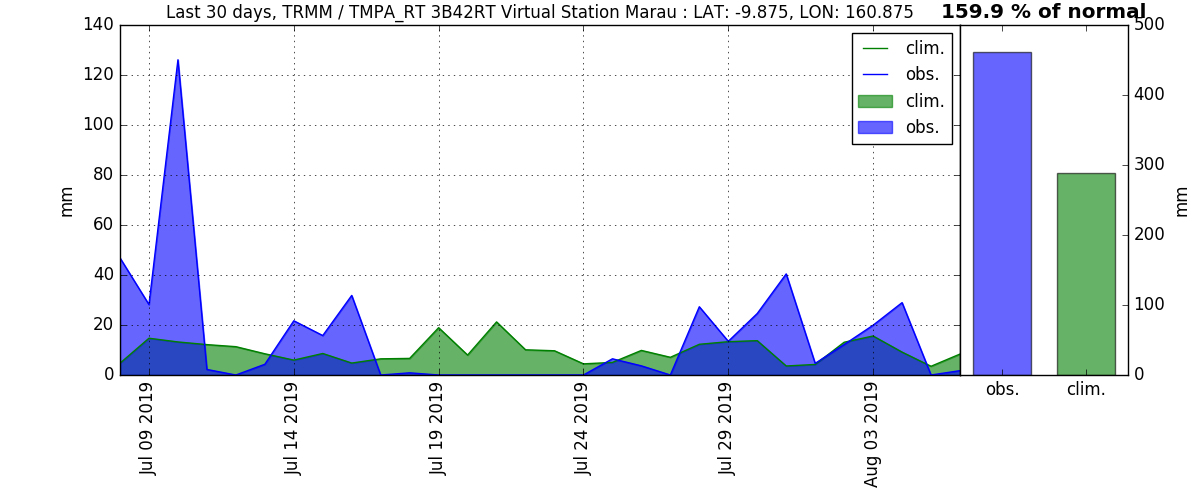 Last 30 days, TRMM / TMPA_RT 3B42RT Virtual Station Marau : LAT: -9.875, LON: 160.875
159.9 % of normal
140
120
100
80
60
40
20
0
mm
clim.
obs.
clim.
obs.
Jul 09 2019
Jul 14 2019
Jul 19 2019
Jul 24 2019
Jul 29 2019
Aug 03 2019
500
400
300
200
100
0
mm
obs.
clim.